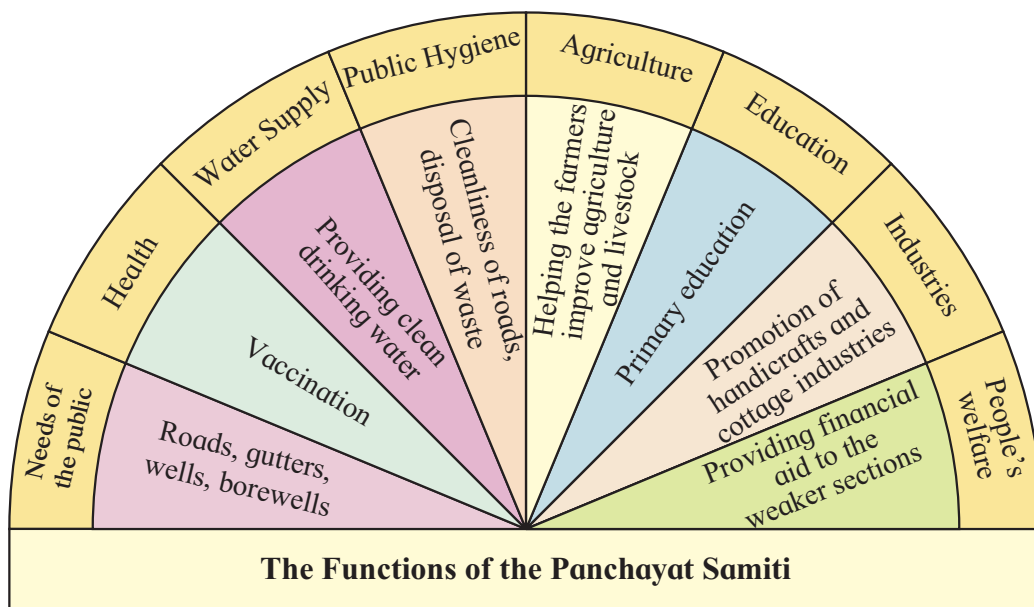 Needs of
the public
Roads, gutters,
wells, borewells
Health
Vaccination
Water Supply
Providing clean
drinking water
Public Hygiene
Cleanliness of roads,
disposal of waste
Agriculture
Helping the farmers
improve agriculture
and livestock
Education
Primary education
Industries
Promotion of
handicrafts and
cottage industries
People's
welfare
Providing financial
aid to the
weaker sections
The Functions of the Panchayat Samiti